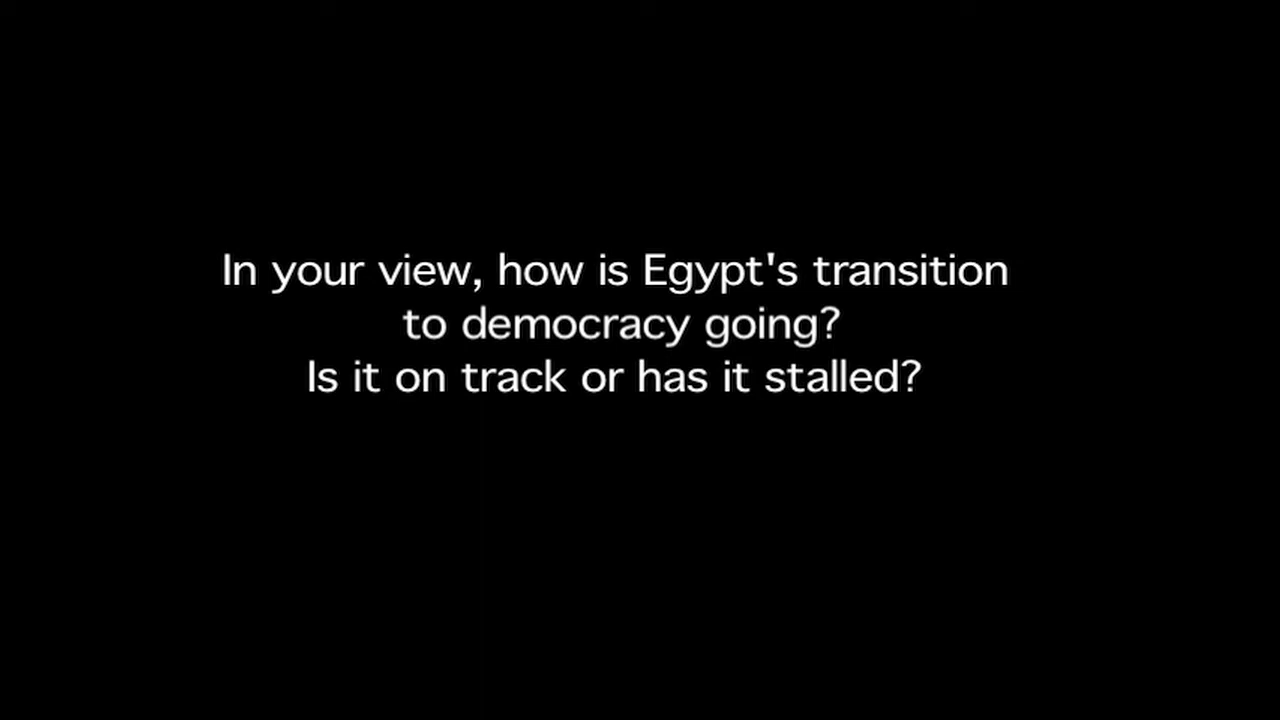 In your view, how is Egypt's transition
to democracy going?
Is it on track or has it stalled?